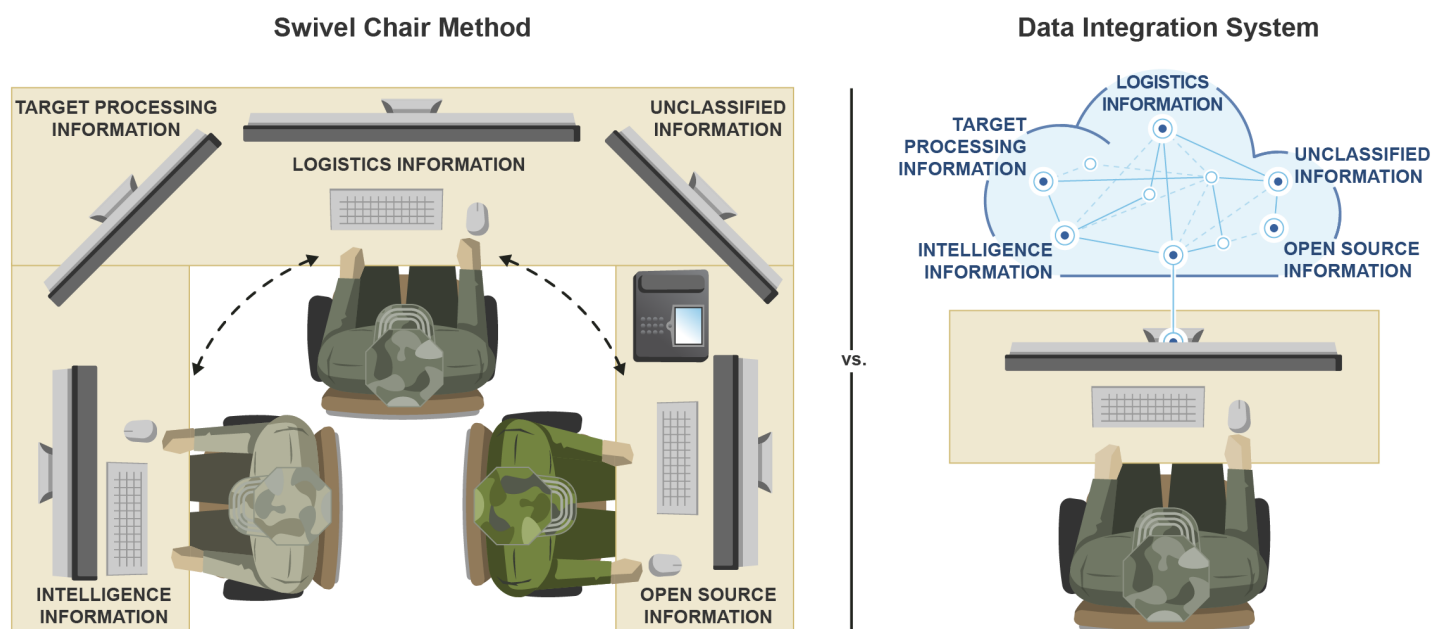 Swivel Chair Method
TARGET PROCESSING
INFORMATION
UNCLASSIFIED
INFORMATION
LOGISTICS INFORMATION
INTELLIGENCE
INFORMATION
OPEN SOURCE
INFORMATION
vs.
Data Integration System
LOGISTICS
INFORMATION
TARGET
PROCESSING
INFORMATION
UNCLASSIFIED
INFORMATION
INTELLIGENCE
INFORMATION
OPEN SOURCE
INFORMATION